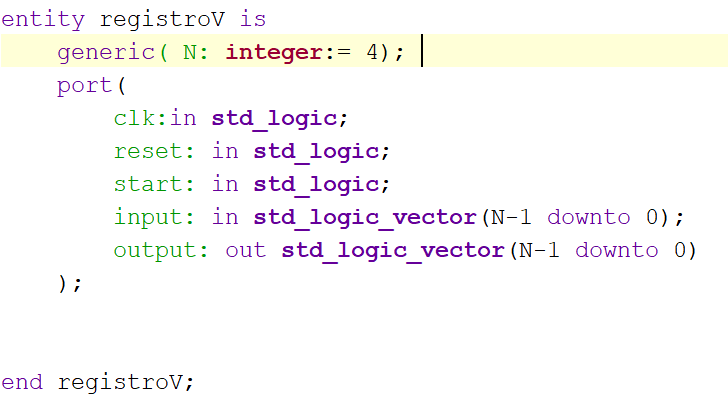 entity registroV is
generic( N: integer:= 4);
port(
clk:in std_logic;
reset: in std_logic;
start: in std_logic;
input: in std_logic_vector(N-1 downto 0);
output: out std_logic_vector(N-1 downto 0)
);
end registroV;